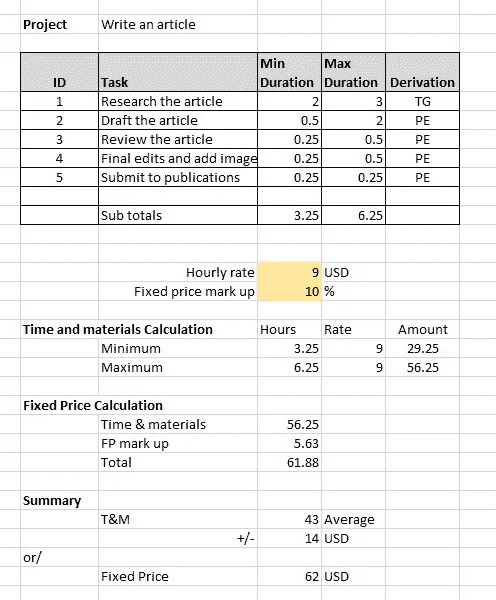 Project Write an article
Min Max
ID Task Duration Duration Derivation
1 Research the article 2 3 TG
2 Draft the article 0.5 2 PE
3 Review the article 0.25 0.5 PE
4 Final edits and add image 0.25 0.5 PE
5 Submit to publications 0.25 0.25 PE
Sub totals 3.25 6.25
Hourly rate 9 USD
Fixed price mark up 10 %
Time and materials Calculation Hours Rate Amount
Minimum 3.25 9 29.25
Maximum 6.25 9 56.25
Fixed Price Calculation
Time & materials 56.25
FP mark up 5.63
Total 61.88
Summary
T&M 43 Average
+/- 14 USD
or/
Fixed Price 62 USD